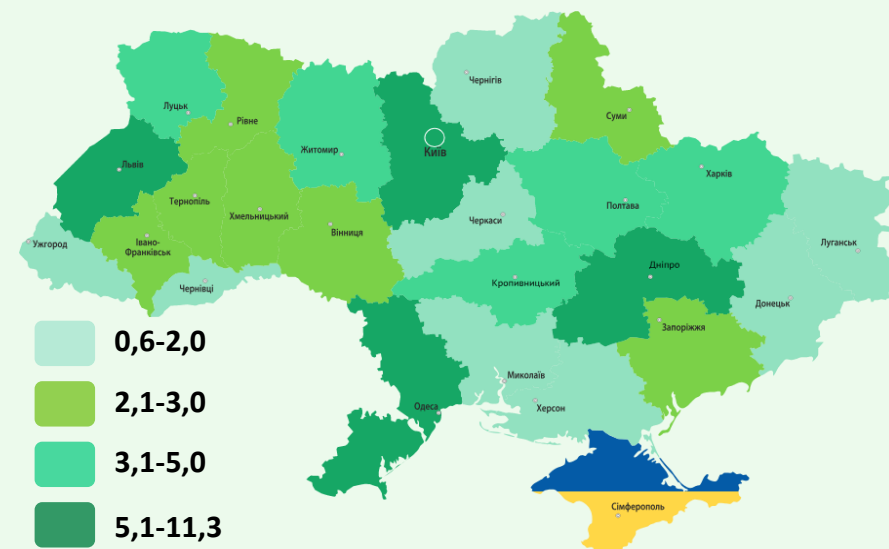 Чернігів
Луцьк
Рівне
Суми
Житомир
Київ
Львів
Харків
Тернопіль
Хмельницький
Полтава
Черкаси
Вінниця
Ужгород
Івано-
Франківськ
Луганськ
Дніпро
Чернівці
Кропивницький
Донецьк
Запоріжжя
Миколаїв
Одеса
Херсон
Сімферополь
0,6-2,0
2,1-3,0
3,1-5,0
5,1-11,3